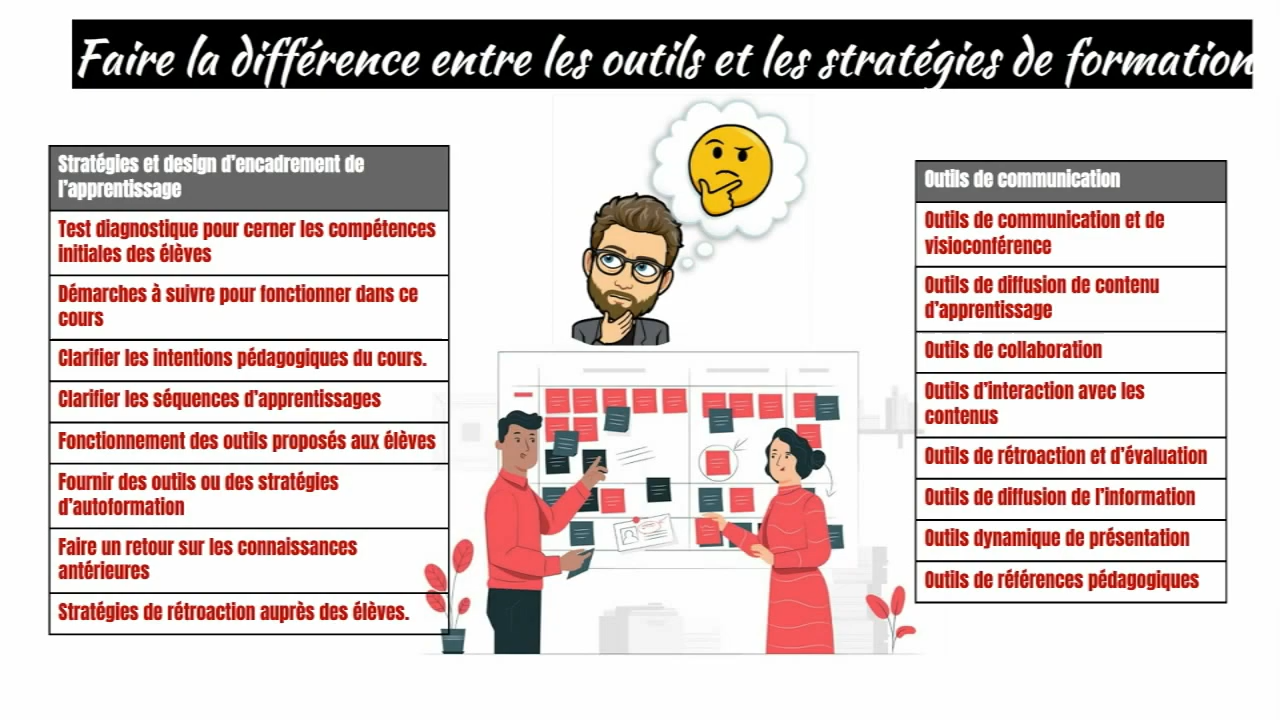 Faire la différence entre les outils et les stratégies de formation
Stratégies et design d'encadrement de
l'apprentissage
Test diagnostique pour cerner les compétences
initiales des élèves
Démarches à suivre pour fonctionner dans ce
cours
Clarifier les intentions pédagogiques du cours.
Clarifier les séquences d'apprentissages
Fonctionnement des outils proposés aux élèves
Fournir des outils ou des stratégies
d'autoformation
Faire un retour sur les connaissances
antérieures
Stratégies de rétroaction auprès des élèves.
Outils de communication
Outils de communication et de
visioconférence
Outils de diffusion de contenu
d'apprentissage
Outils de collaboration
Outils d'interaction avec les
contenus
Outils de rétroaction et d'évaluation
Outils de diffusion de l'information
Outils dynamique de présentation
Outils de références pédagogiques